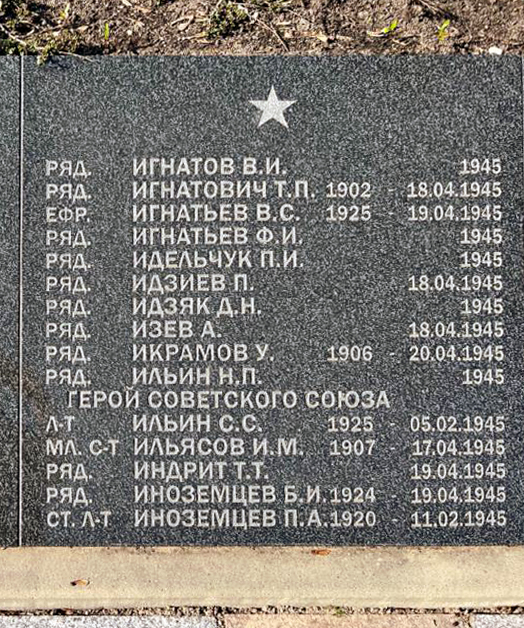 РЯД. ИГНАТОВ В.И. 1945
РЯД. ИГНАТОВИЧ Т.П. 1902 - 18.04.1945
ЕФР. ИГНАТЬЕВ В.С. 1925 - 19.04.1945
РЯД. ИГНАТЬЕВ Ф.И. 1945
РЯД. ИДЕЛЬЧУК П.И. 1945
РЯД. ИДЗИЕВ П. 18.04.1945
РЯД. ИДЗЯК Д.Н. 1945
РЯД. ИЗЕВ А. 18.04.1945
РЯД. ИКРАМОВ У. 1906 - 20.04.1945
РЯД. ИЛЬИН Н.П. 1945
ГЕРОЙ СОВЕТСКОГО СОЮЗА
Л-Т ИЛЬИН С.С. 1925 - 05.02.1945
МЛ. С-Т ИЛЬЯСОВ И.М. 1907 - 17.04.1945
РЯД. ИНДРИТ Т.Т. 19.04.1945
РЯД. ИНОЗЕМЦЕВ Б.И. 1924 - 19.04.1945
СТ. Л-Т ИНОЗЕМЦЕВ П.А. 1920 - 11.02.1945